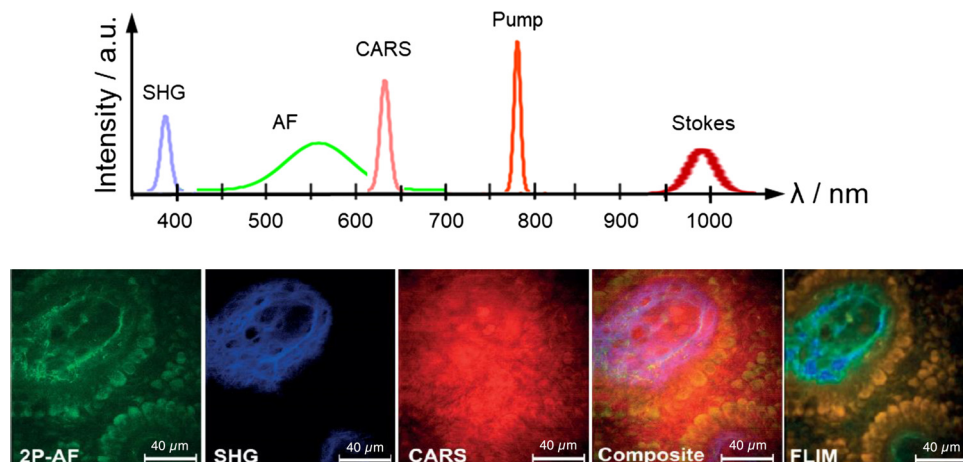 Intensity / a.u.
SHG
AF
CARS
Pump
Stokes
λ / nm
400 500 600 700 800 900 1000
2P-AF 40 µm
SHG 40 µm
CARS 40 µm
Composite 40 µm
FLIM 40 µm